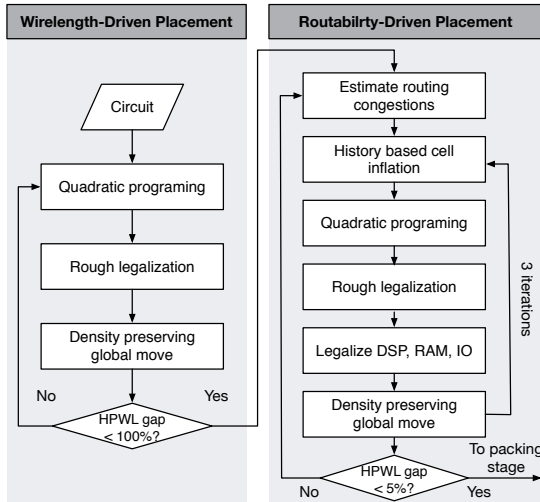 Wirelength-Driven Placement
Circuit
Quadratic programing
Rough legalization
Density preserving
global move
No
Yes
HPWL gap
< 100%?
Routabilrty-Driven Placement
Estimate routing
congestions
History based cell
inflation
Quadratic programing
Rough legalization
Legalize DSP, RAM, IO
Density preserving
global move
3 iterations
HPWL gap
< 5%?
No
Yes
To packing
stage